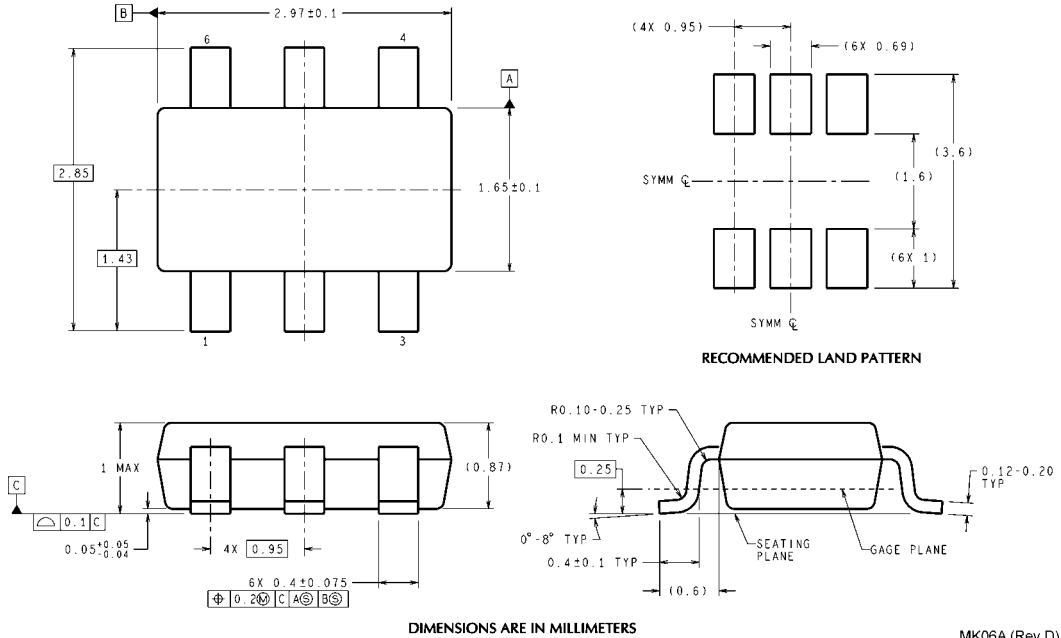 B
2.97±0.1
6
4
A
2.85
1.43
1.65±0.1
1
3
(4X 0.95)
(6X 0.69)
(3.6)
(1.6)
SYMM ℄
(6X 1)
SYMM ℄
RECOMMENDED LAND PATTERN
1 MAX
(0.87)
C
⌓ 0.1 C
0.05 +0.05 -0.04
4X 0.95
6X 0.4±0.075
⌖ 0.2Ⓜ C AⓈ BⓈ
R0.10-0.25 TYP
R0.1 MIN TYP
0.25
0.12-0.20 TYP
0°-8° TYP
0.4±0.1 TYP
(0.6)
SEATING PLANE
GAGE PLANE
DIMENSIONS ARE IN MILLIMETERS
MK06A (Rev D)